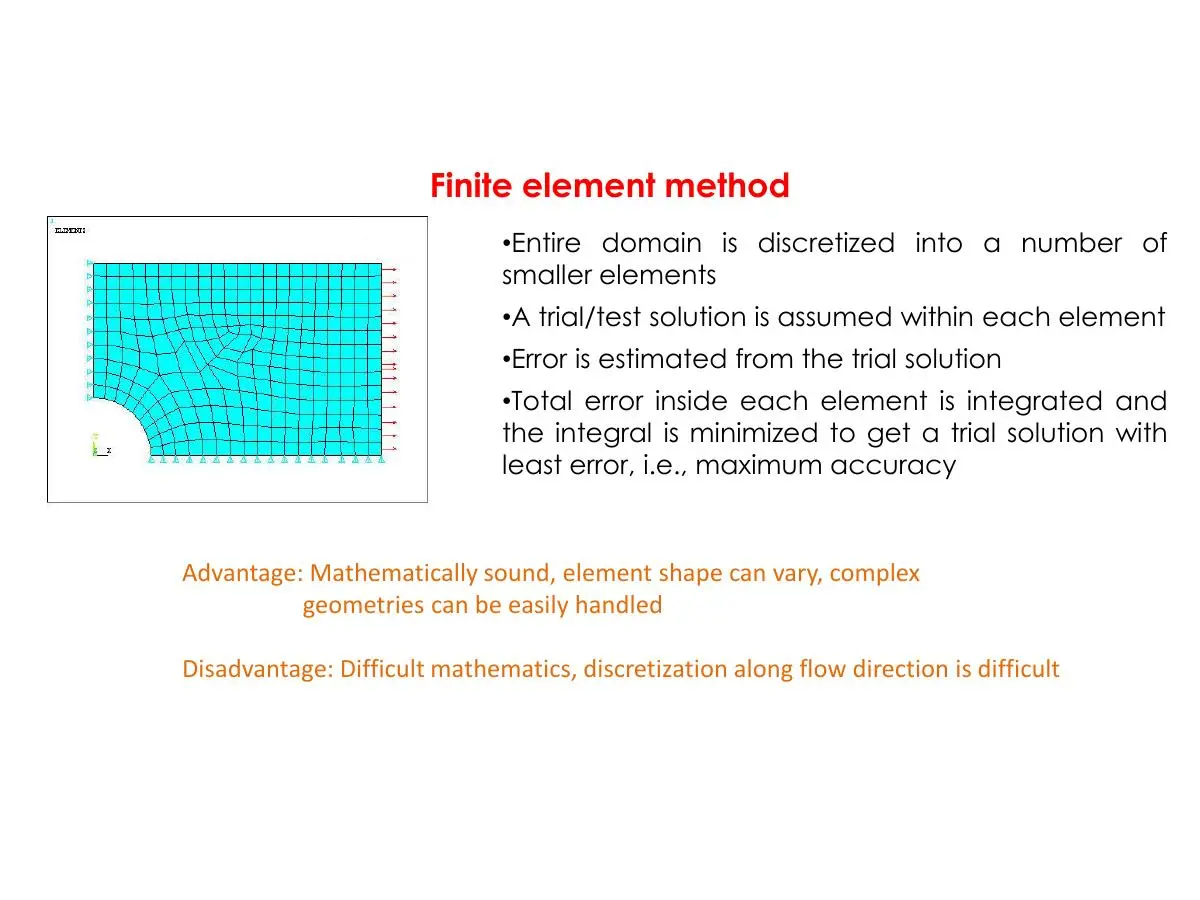 Finite element method
ELEMENTS
•Entire domain is discretized into a number of
smaller elements
•A trial/test solution is assumed within each element
•Error is estimated from the trial solution
•Total error inside each element is integrated and
the integral is minimized to get a trial solution with
least error, i.e., maximum accuracy
X
Advantage: Mathematically sound, element shape can vary, complex
geometries can be easily handled
Disadvantage: Difficult mathematics, discretization along flow direction is difficult